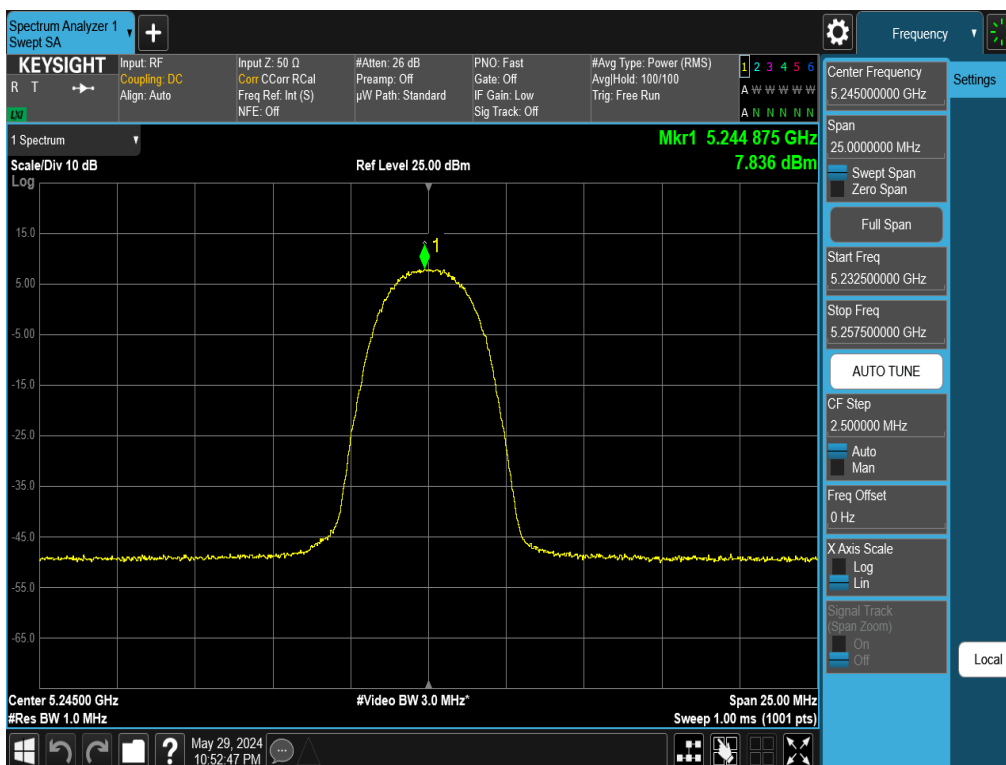 Spectrum Analyzer 1
Swept SA
Frequency
KEYSIGHT
R T
LXI
Input: RF
Coupling: DC
Align: Auto
Input Z: 50 Ω
Corr CCorr RCal
Freq Ref: Int (S)
NFE: Off
#Atten: 26 dB
Preamp: Off
µW Path: Standard
PNO: Fast
Gate: Off
IF Gain: Low
Sig Track: Off
#Avg Type: Power (RMS)
Avg|Hold: 100/100
Trig: Free Run
1 2 3 4 5 6
A W W W W W
A N N N N N
1 Spectrum
Scale/Div 10 dB
Log
Ref Level 25.00 dBm
Mkr1 5.244 875 GHz
7.836 dBm
1
15.0
5.00
-5.00
-15.0
-25.0
-35.0
-45.0
-55.0
-65.0
Center 5.24500 GHz
#Res BW 1.0 MHz
#Video BW 3.0 MHz*
Span 25.00 MHz
Sweep 1.00 ms (1001 pts)
Center Frequency
5.245000000 GHz
Settings
Span
25.0000000 MHz
Swept Span
Zero Span
Full Span
Start Freq
5.232500000 GHz
Stop Freq
5.257500000 GHz
AUTO TUNE
CF Step
2.500000 MHz
Auto
Man
Freq Offset
0 Hz
X Axis Scale
Log
Lin
Signal Track
(Span Zoom)
On
Off
Local
?
May 29, 2024
10:52:47 PM